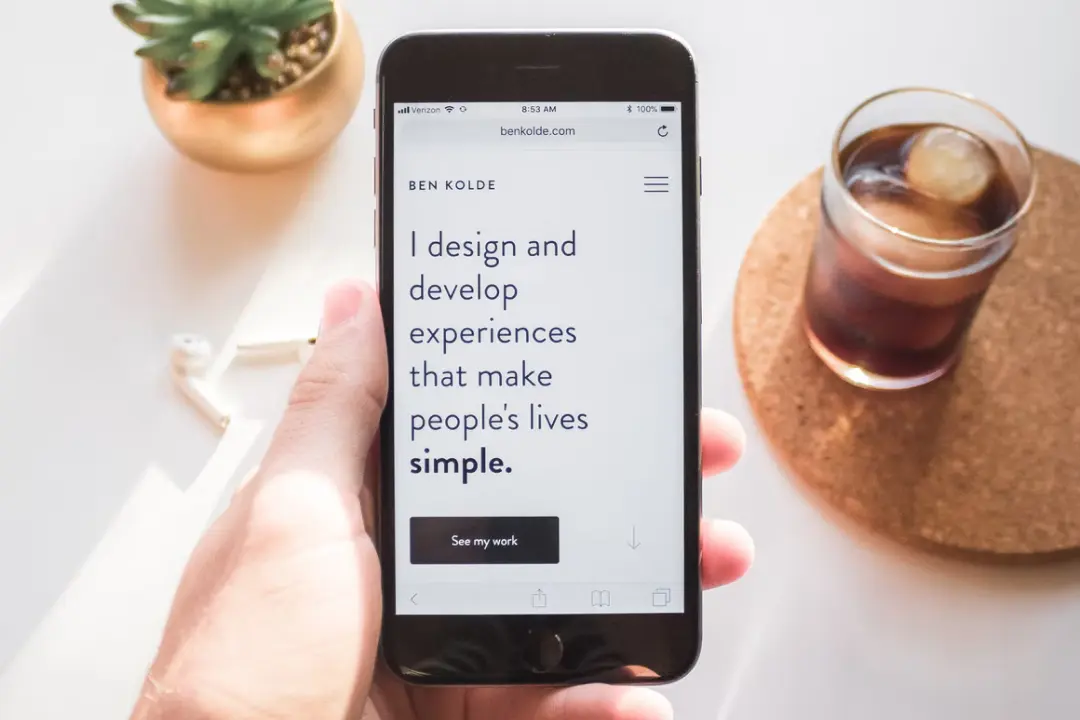 Verizon 8:53 AM 100%
benkolde.com
BEN KOLDE
I design and
develop
experiences
that make
people's lives
simple.
See my work